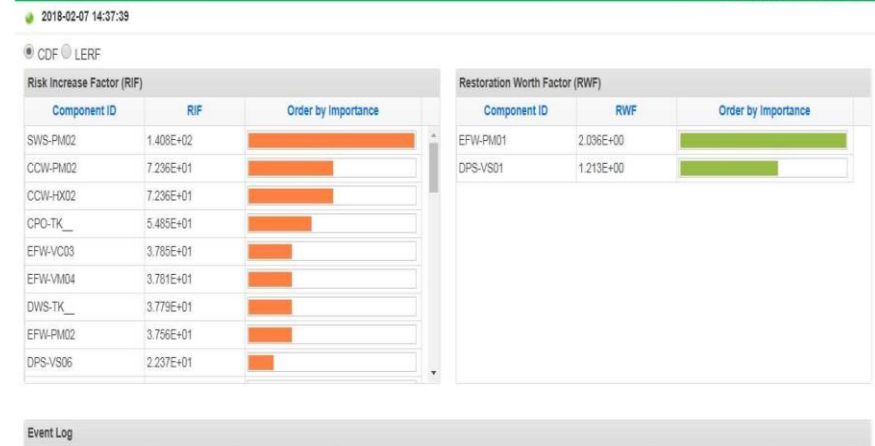 2018-02-07 14:37:39
CDF LERF
Risk Increase Factor (RIF)
Component ID RIF Order by Importance
SWS-PM02 1.408E+02
CCW-PM02 7.236E+01
CCW-HX02 7.236E+01
CPO-TK__ 5.485E+01
EFW-VC03 3.785E+01
EFW-VM04 3.781E+01
DWS-TK__ 3.779E+01
EFW-PM02 3.756E+01
DPS-VS06 2.237E+01
Restoration Worth Factor (RWF)
Component ID RWF Order by Importance
EFW-PM01 2.036E+00
DPS-VS01 1.213E+00
Event Log